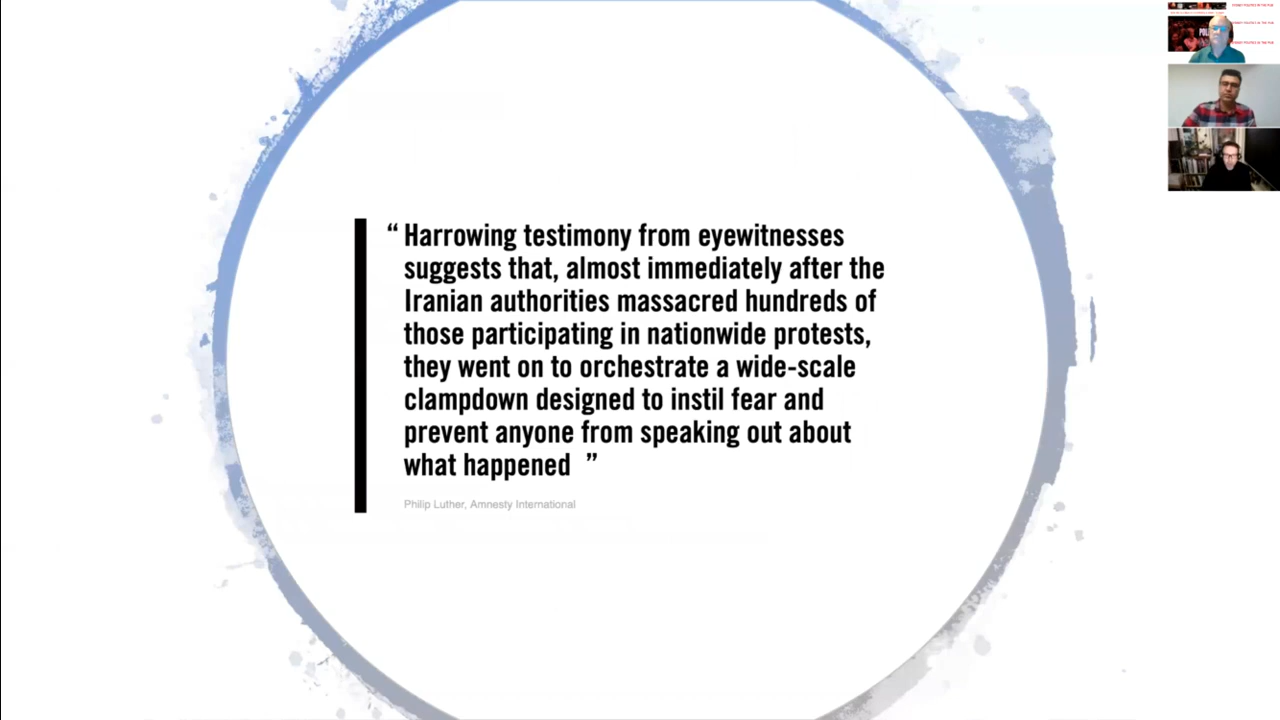 “ Harrowing testimony from eyewitnesses
suggests that, almost immediately after the
Iranian authorities massacred hundreds of
those participating in nationwide protests,
they went on to orchestrate a wide-scale
clampdown designed to instil fear and
prevent anyone from speaking out about
what happened ”
Philip Luther, Amnesty International